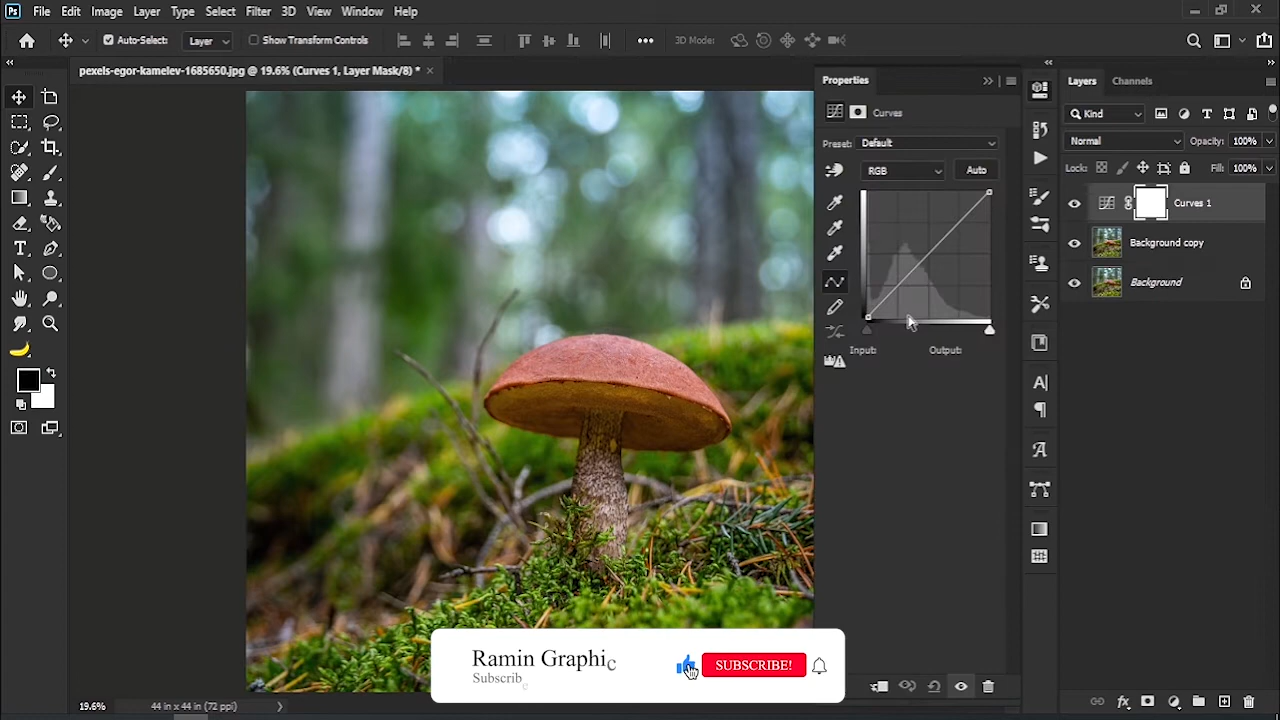 Ps File Edit Image Layer Type Select Filter 3D View Window Help
Auto-Select: Layer Show Transform Controls 3D Mode:
pexels-egor-kamelev-1685650.jpg @ 19.6% (Curves 1, Layer Mask/8) * ×
Properties
Curves
Preset: Default
RGB Auto
Input: Output:
Layers Channels
Kind
Normal Opacity: 100%
Lock: Fill: 100%
Curves 1
Background copy
Background
Ramin Graphic
Subscribe
SUBSCRIBE!
19.6% 44 in x 44 in (72 ppi)